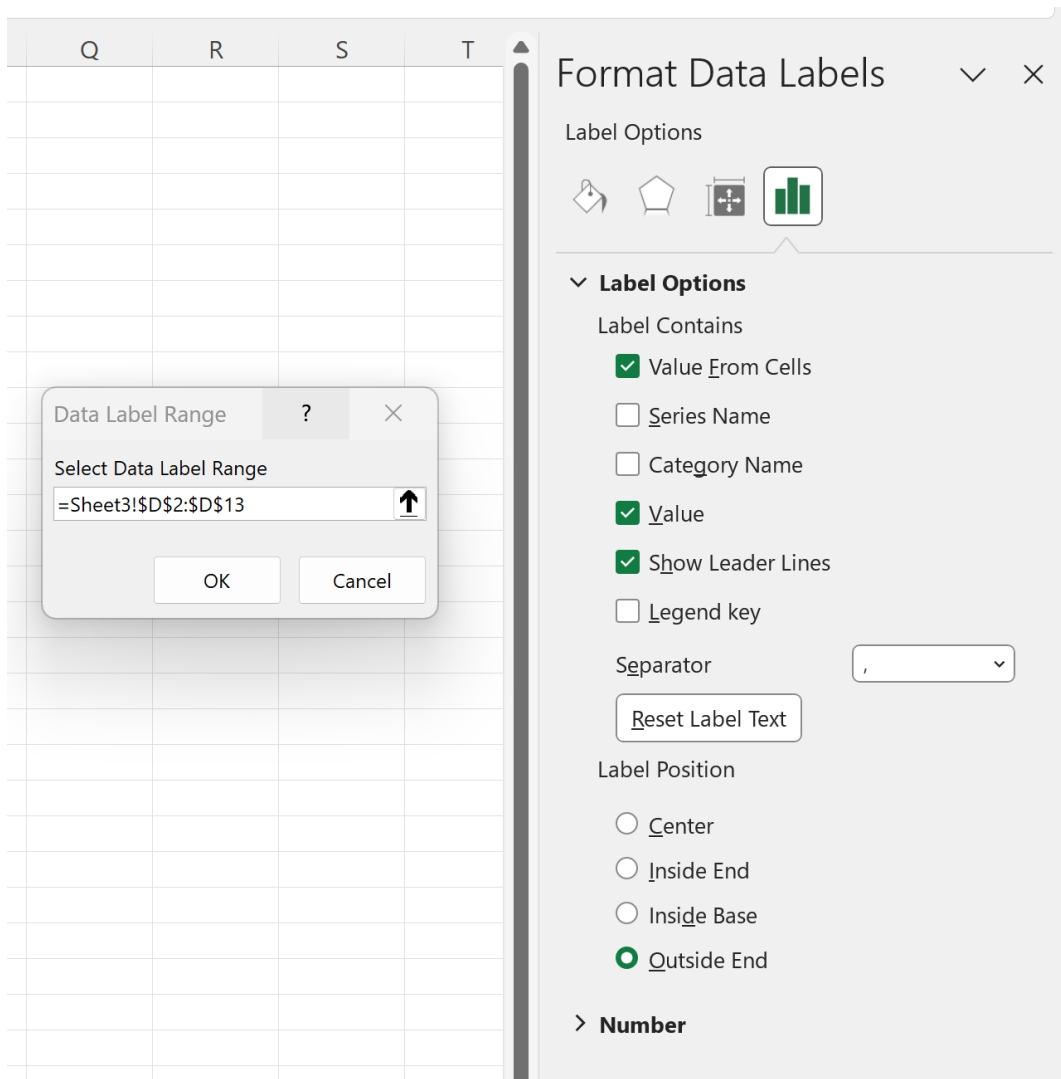 Q R S T
Format Data Labels
Label Options
Label Options
Label Contains
Value From Cells
Series Name
Category Name
Value
Show Leader Lines
Legend key
Separator ,
Reset Label Text
Label Position
Center
Inside End
Inside Base
Outside End
Number
Data Label Range ?
Select Data Label Range
=Sheet3!$D$2:$D$13
OK Cancel